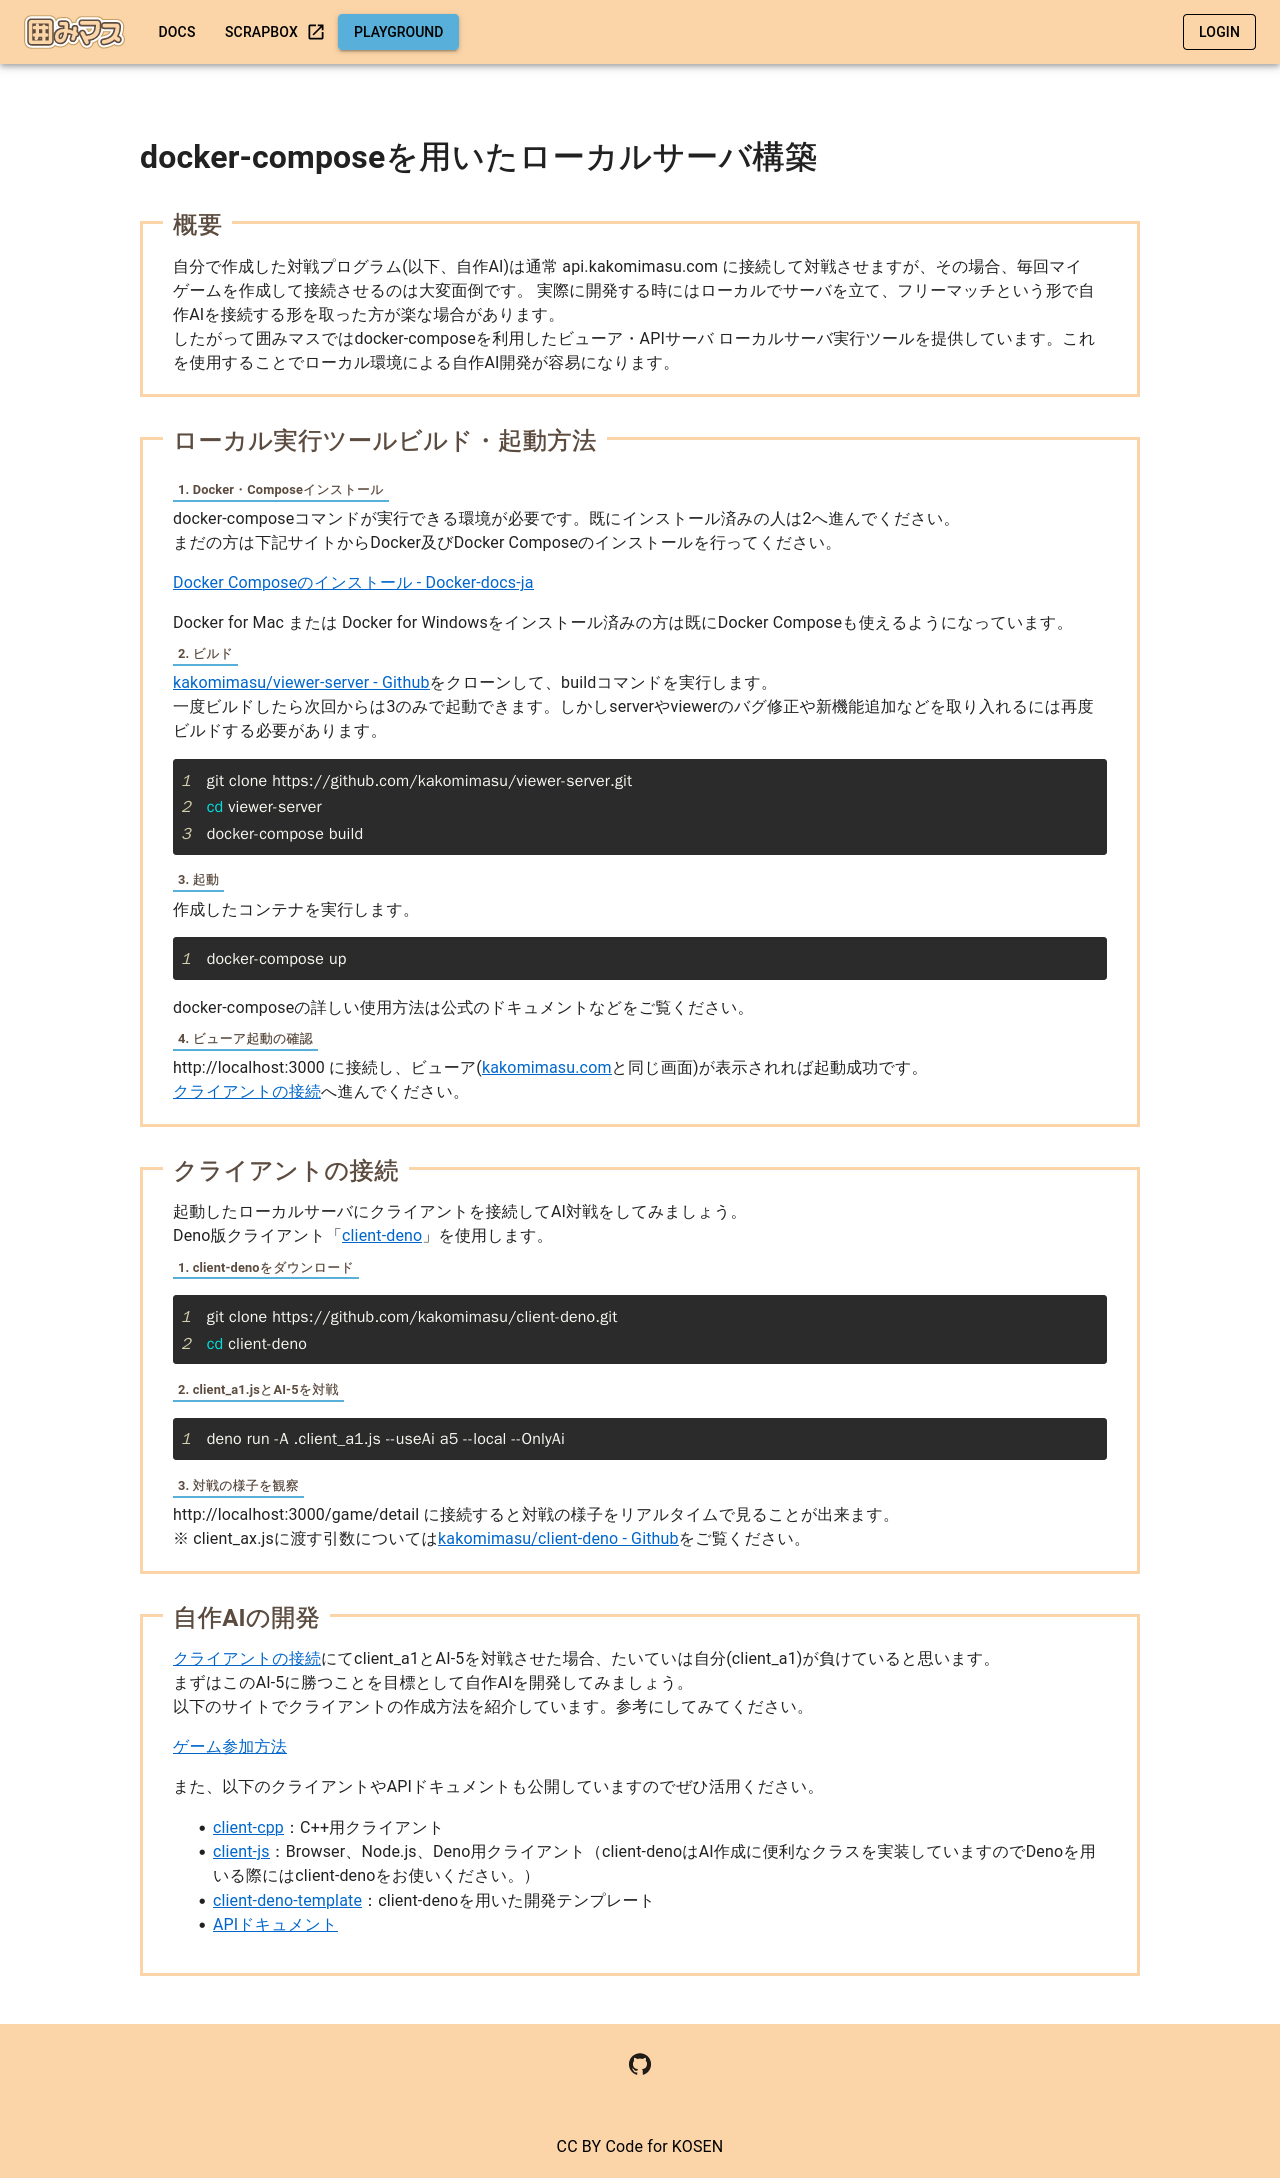 囲みマス DOCS SCRAPBOX PLAYGROUND LOGIN
docker-composeを用いたローカルサーバ構築
概要
自分で作成した対戦プログラム(以下、自作AI)は通常 api.kakomimasu.com に接続して対戦させますが、その場合、毎回マイ
ゲームを作成して接続させるのは大変面倒です。 実際に開発する時にはローカルでサーバを立て、フリーマッチという形で自
作AIを接続する形を取った方が楽な場合があります。
したがって囲みマスではdocker-composeを利用したビューア・APIサーバ ローカルサーバ実行ツールを提供しています。これ
を使用することでローカル環境による自作AI開発が容易になります。
ローカル実行ツールビルド・起動方法
1. Docker・Composeインストール
docker-composeコマンドが実行できる環境が必要です。既にインストール済みの人は2へ進んでください。
まだの方は下記サイトからDocker及びDocker Composeのインストールを行ってください。
Docker Composeのインストール - Docker-docs-ja
Docker for Mac または Docker for Windowsをインストール済みの方は既にDocker Composeも使えるようになっています。
2. ビルド
kakomimasu/viewer-server - Githubをクローンして、buildコマンドを実行します。
一度ビルドしたら次回からは3のみで起動できます。しかしserverやviewerのバグ修正や新機能追加などを取り入れるには再度
ビルドする必要があります。
1 git clone https://github.com/kakomimasu/viewer-server.git
2 cd viewer-server
3 docker-compose build
3. 起動
作成したコンテナを実行します。
1 docker-compose up
docker-composeの詳しい使用方法は公式のドキュメントなどをご覧ください。
4. ビューア起動の確認
http://localhost:3000 に接続し、ビューア(kakomimasu.comと同じ画面)が表示されれば起動成功です。
クライアントの接続へ進んでください。
クライアントの接続
起動したローカルサーバにクライアントを接続してAI対戦をしてみましょう。
Deno版クライアント「client-deno」を使用します。
1. client-denoをダウンロード
1 git clone https://github.com/kakomimasu/client-deno.git
2 cd client-deno
2. client_a1.jsとAI-5を対戦
1 deno run -A .client_a1.js --useAi a5 --local --OnlyAi
3. 対戦の様子を観察
http://localhost:3000/game/detail に接続すると対戦の様子をリアルタイムで見ることが出来ます。
※ client_ax.jsに渡す引数についてはkakomimasu/client-deno - Githubをご覧ください。
自作AIの開発
クライアントの接続にてclient_a1とAI-5を対戦させた場合、たいていは自分(client_a1)が負けていると思います。
まずはこのAI-5に勝つことを目標として自作AIを開発してみましょう。
以下のサイトでクライアントの作成方法を紹介しています。参考にしてみてください。
ゲーム参加方法
また、以下のクライアントやAPIドキュメントも公開していますのでぜひ活用ください。
• client-cpp：C++用クライアント
• client-js：Browser、Node.js、Deno用クライアント（client-denoはAI作成に便利なクラスを実装していますのでDenoを用
いる際にはclient-denoをお使いください。）
• client-deno-template：client-denoを用いた開発テンプレート
• APIドキュメント
CC BY Code for KOSEN